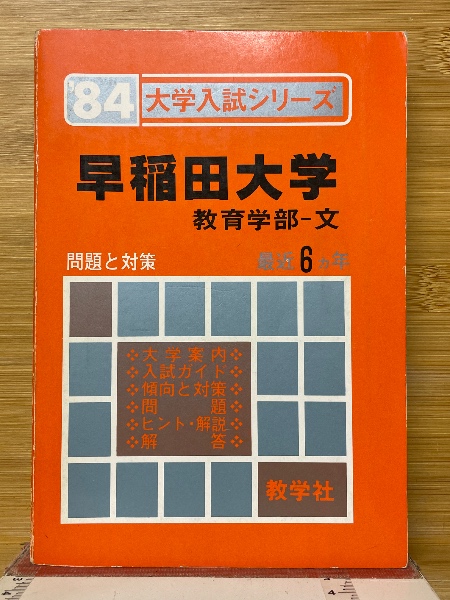 '84 大学入試シリーズ
早稲田大学
教育学部-文
問題と対策 最近6ヵ年
❖大学案内❖
❖入試ガイド❖
❖傾向と対策❖
❖問題❖
❖ヒント・解説❖
❖解答❖
教学社